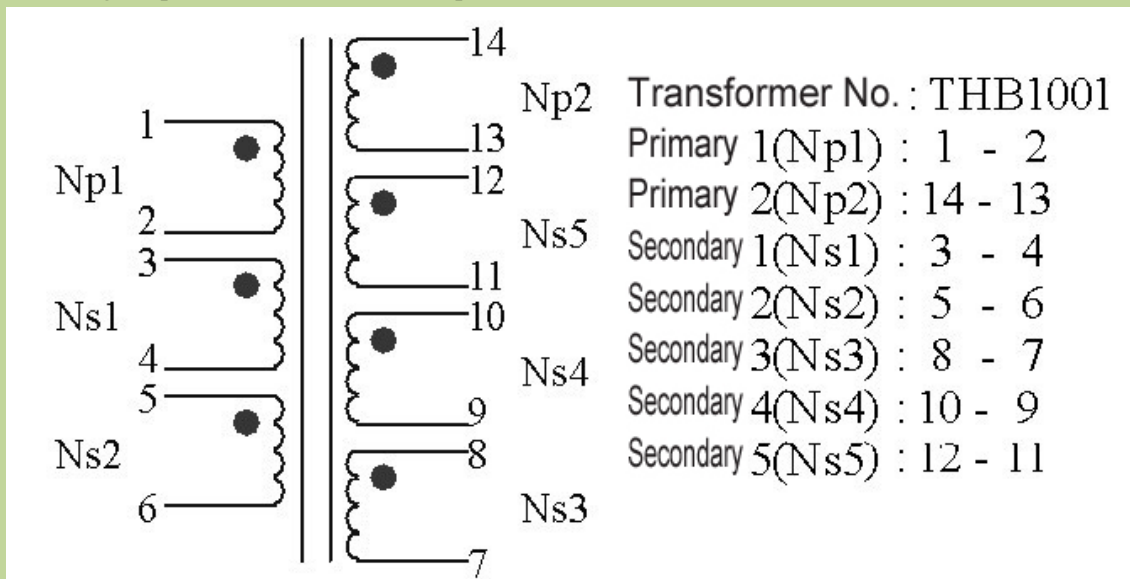 1
Np1
2
3
Ns1
4
5
Ns2
6
14
Np2
13
12
Ns5
11
10
Ns4
9
8
Ns3
7
Transformer No. : THB1001
Primary 1(Np1) : 1 - 2
Primary 2(Np2) : 14 - 13
Secondary 1(Ns1) : 3 - 4
Secondary 2(Ns2) : 5 - 6
Secondary 3(Ns3) : 8 - 7
Secondary 4(Ns4) : 10 - 9
Secondary 5(Ns5) : 12 - 11